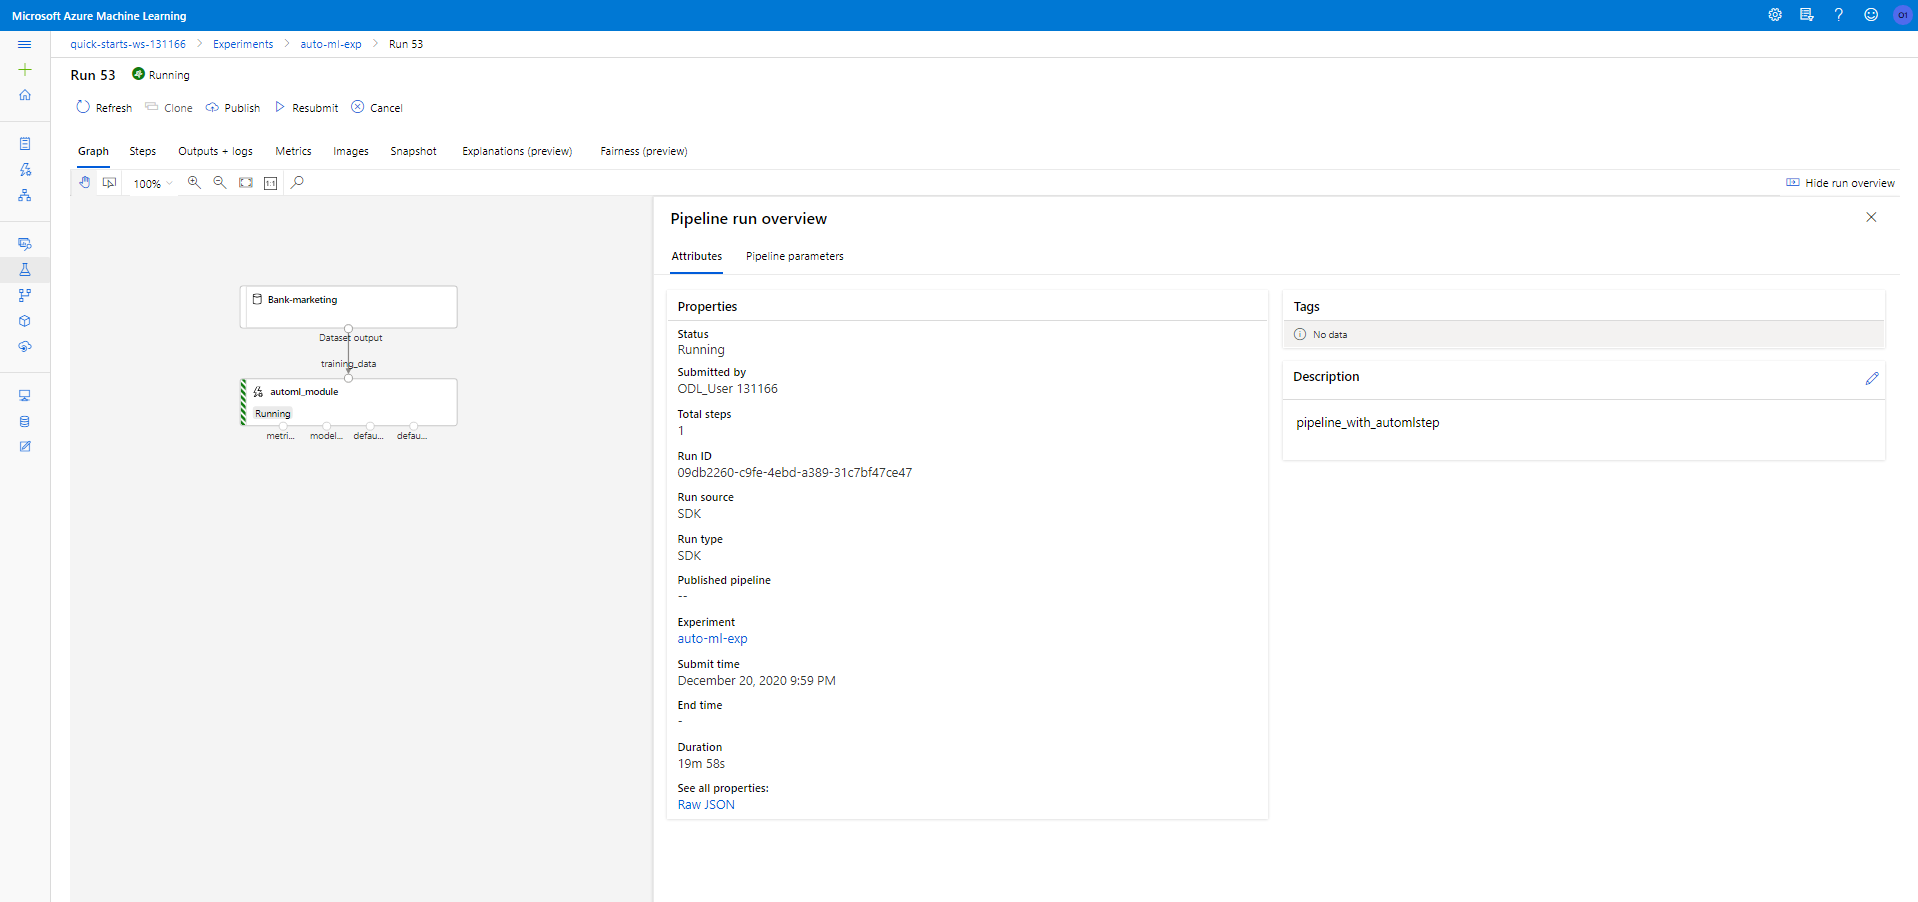 Microsoft Azure Machine Learning
OI
quick-starts-ws-131166 > Experiments > auto-ml-exp > Run 53
Run 53 Running
Refresh Clone Publish Resubmit Cancel
Graph Steps Outputs + logs Metrics Images Snapshot Explanations (preview) Fairness (preview)
100% 1:1 Hide run overview
Bank-marketing
Dataset output
training_data
automl_module
Running
metri... model... defau... defau...
Pipeline run overview
Attributes Pipeline parameters
Properties
Status
Running
Submitted by
ODL_User 131166
Total steps
1
Run ID
09db2260-c9fe-4ebd-a389-31c7bf47ce47
Run source
SDK
Run type
SDK
Published pipeline
--
Experiment
auto-ml-exp
Submit time
December 20, 2020 9:59 PM
End time
-
Duration
19m 58s
See all properties:
Raw JSON
Tags
No data
Description
pipeline_with_automlstep